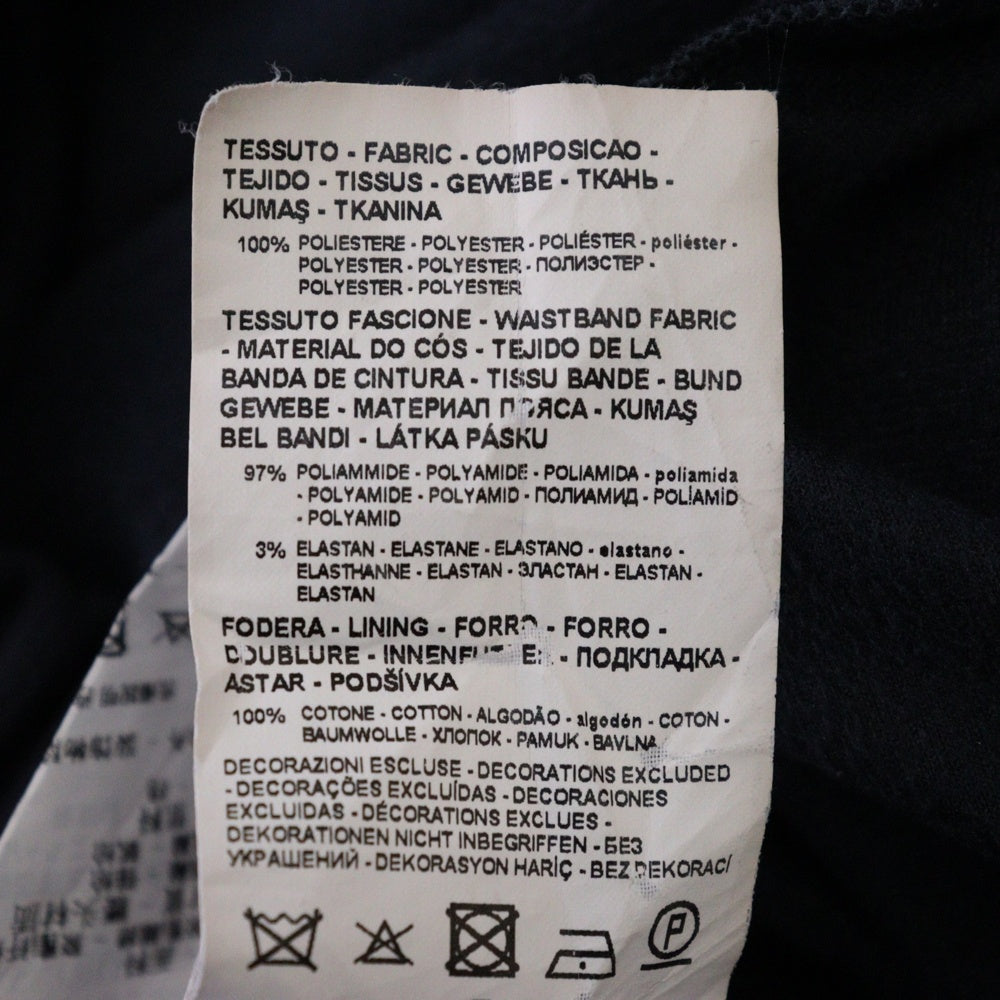 TESSUTO - FABRIC - COMPOSICAO -
TEJIDO - TISSUS - GEWEBE - ТКАНЬ -
KUMAŞ - TKANINA
100% POLIESTERE - POLYESTER - POLIÉSTER - poliéster -
POLYESTER - POLYESTER - ПОЛИЭСТЕР -
POLYESTER - POLYESTER
TESSUTO FASCIONE - WAISTBAND FABRIC
- MATERIAL DO CÓS - TEJIDO DE LA
BANDA DE CINTURA - TISSU BANDE - BUND
GEWEBE - МАТЕРИАЛ ПОЯСА - KUMAŞ
BEL BANDI - LÁTKA PÁSKU
97% POLIAMMIDE - POLYAMIDE - POLIAMIDA - poliamida
- POLYAMIDE - POLYAMID - ПОЛИАМИД - POLİAMİD
- POLYAMID
3% ELASTAN - ELASTANE - ELASTANO - elastano -
ELASTHANNE - ELASTAN - ЭЛАСТАН - ELASTAN -
ELASTAN
FODERA - LINING - FORRO - FORRO -
DOUBLURE - - ПОДКЛАДКА -
ASTAR - PODŠÍVKA
100% COTONE - COTTON - ALGODÃO - algodón - COTON -
BAUMWOLLE - ХЛОПОК - PAMUK - BAVLNA
DECORAZIONI ESCLUSE - DECORATIONS EXCLUDED
- DECORAÇÕES EXCLUÍDAS - DECORACIONES
EXCLUIDAS - DÉCORATIONS EXCLUES -
DEKORATIONEN NICHT INBEGRIFFEN - БЕЗ
УКРАШЕНИЙ - DEKORASYON HARİÇ - BEZ DEKORACÍ
P